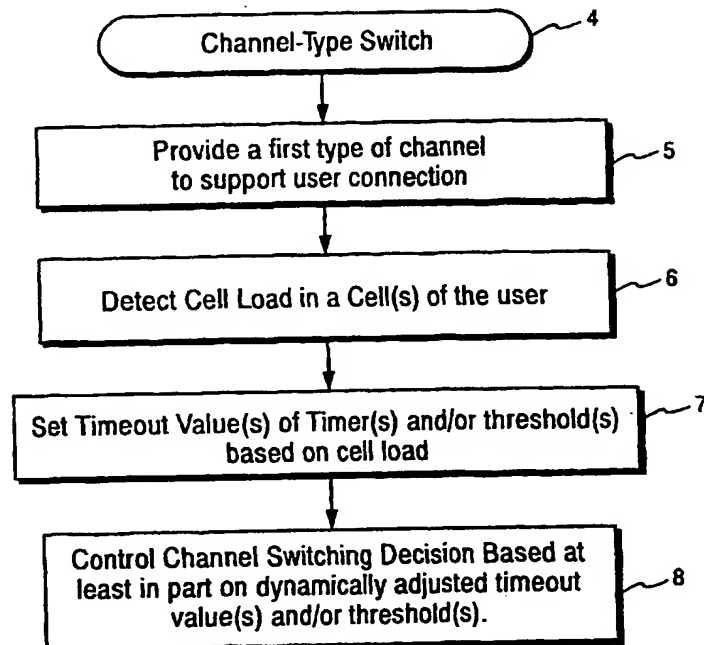 Channel-Type Switch
4
Provide a first type of channel
to support user connection
5
Detect Cell Load in a Cell(s) of the user
6
Set Timeout Value(s) of Timer(s) and/or threshold(s)
based on cell load
7
Control Channel Switching Decision Based at
least in part on dynamically adjusted timeout
value(s) and/or threshold(s).
8